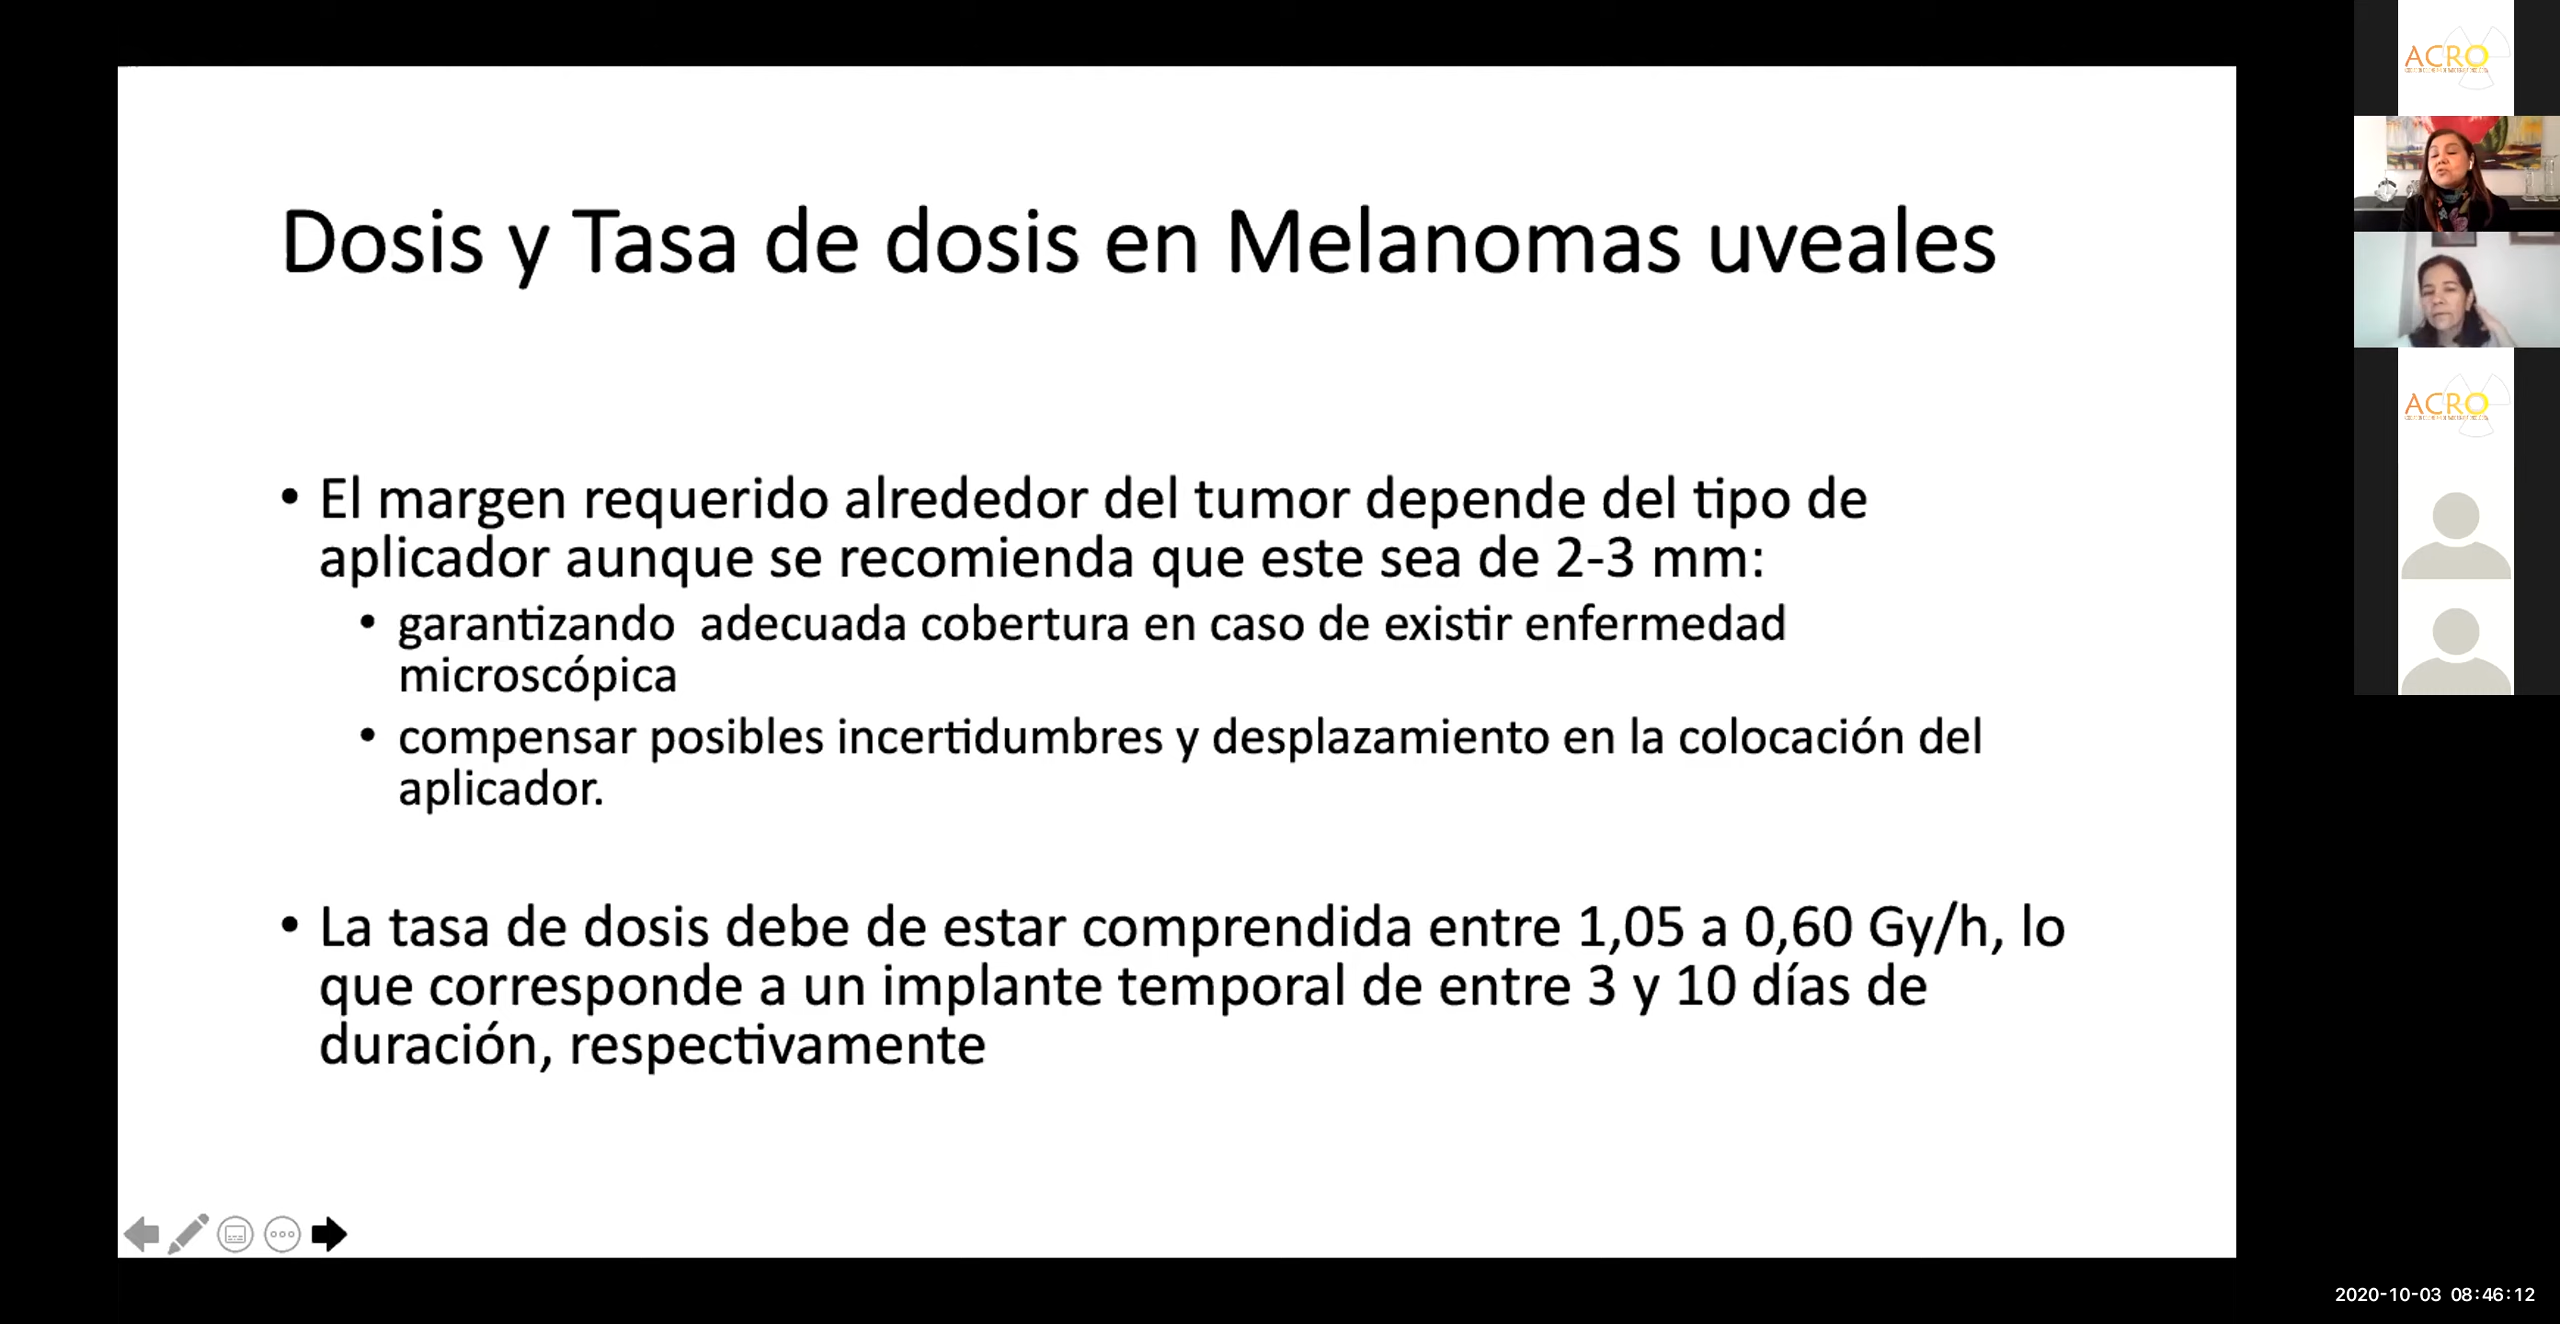 Dosis y Tasa de dosis en Melanomas uveales
• El margen requerido alrededor del tumor depende del tipo de
aplicador aunque se recomienda que este sea de 2-3 mm:
• garantizando  adecuada cobertura en caso de existir enfermedad
microscópica
• compensar posibles incertidumbres y desplazamiento en la colocación del
aplicador.
• La tasa de dosis debe de estar comprendida entre 1,05 a 0,60 Gy/h, lo
que corresponde a un implante temporal de entre 3 y 10 días de
duración, respectivamente
ACRO
ACRO
2020-10-03 08:46:12